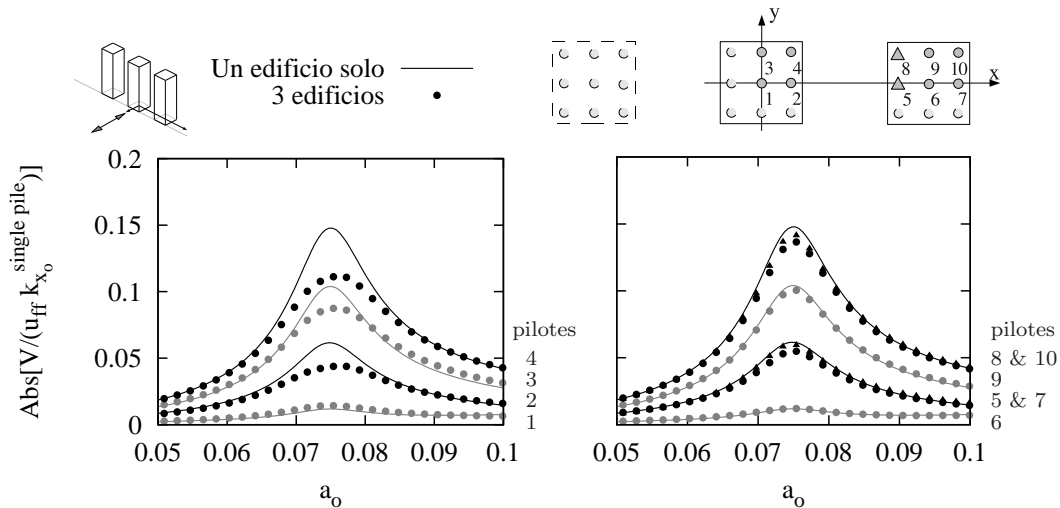 Un edificio solo
3 edificios
y
x
3 4
1 2
8 9 10
5 6 7
Abs[V/(u_ff k_x_o^single pile)]
0.2
0.15
0.1
0.05
0
0.05 0.06 0.07 0.08 0.09 0.1
a_o
pilotes
4
3
2
1
0.05 0.06 0.07 0.08 0.09 0.1
a_o
pilotes
8 & 10
9
5 & 7
6